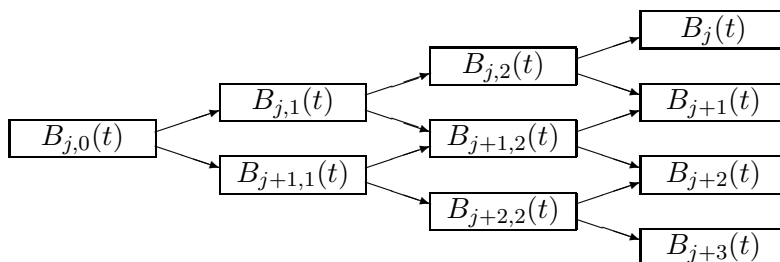 B_j(t)
B_{j,2}(t)
B_{j,1}(t)
B_{j+1}(t)
B_{j,0}(t)
B_{j+1,2}(t)
B_{j+1,1}(t)
B_{j+2}(t)
B_{j+2,2}(t)
B_{j+3}(t)